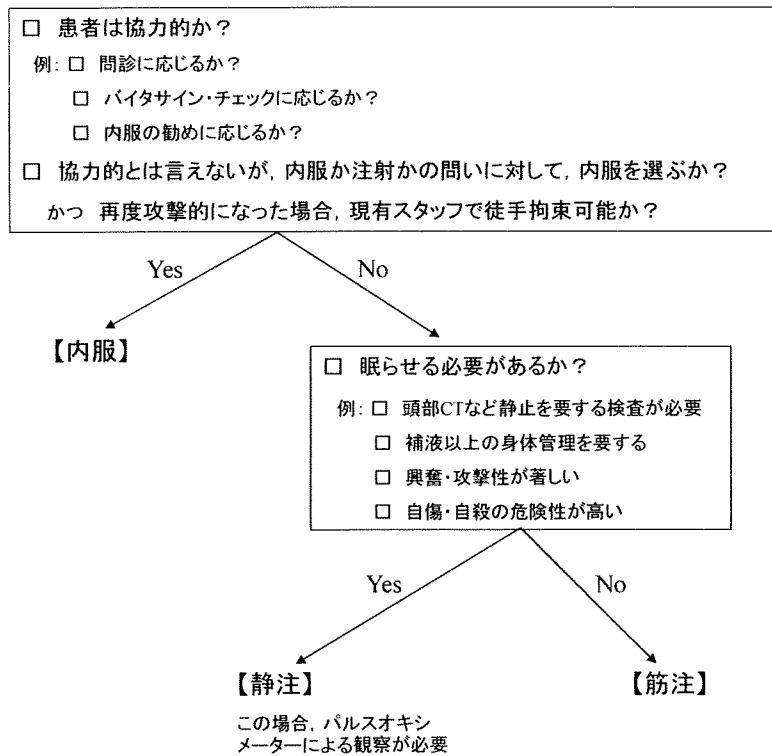 □ 患者は協力的か？
例: □ 問診に応じるか？
□ バイタサイン・チェックに応じるか？
□ 内服の勧めに応じるか？
□ 協力的とは言えないが, 内服か注射かの問いに対して, 内服を選ぶか？
かつ 再度攻撃的になった場合, 現有スタッフで徒手拘束可能か？
Yes
No
【内服】
□ 眠らせる必要があるか？
例: □ 頭部CTなど静止を要する検査が必要
□ 補液以上の身体管理を要する
□ 興奮・攻撃性が著しい
□ 自傷・自殺の危険性が高い
Yes
No
【静注】
【筋注】
この場合, パルスオキシ
メーターによる観察が必要